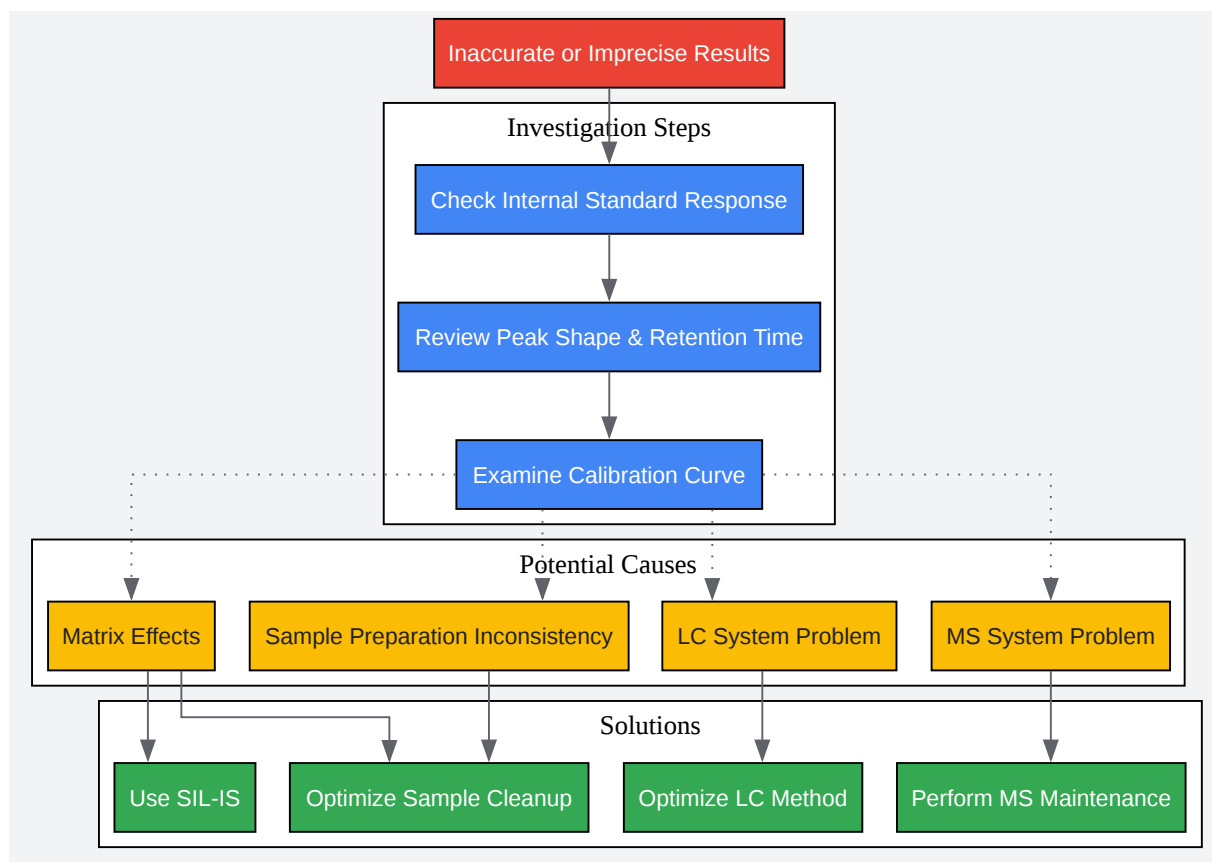 Inaccurate or Imprecise Results
Investigation Steps
Check Internal Standard Response
Review Peak Shape & Retention Time
Examine Calibration Curve
Potential Causes
Matrix Effects
Sample Preparation Inconsistency
LC System Problem
MS System Problem
Solutions
Use SIL-IS
Optimize Sample Cleanup
Optimize LC Method
Perform MS Maintenance